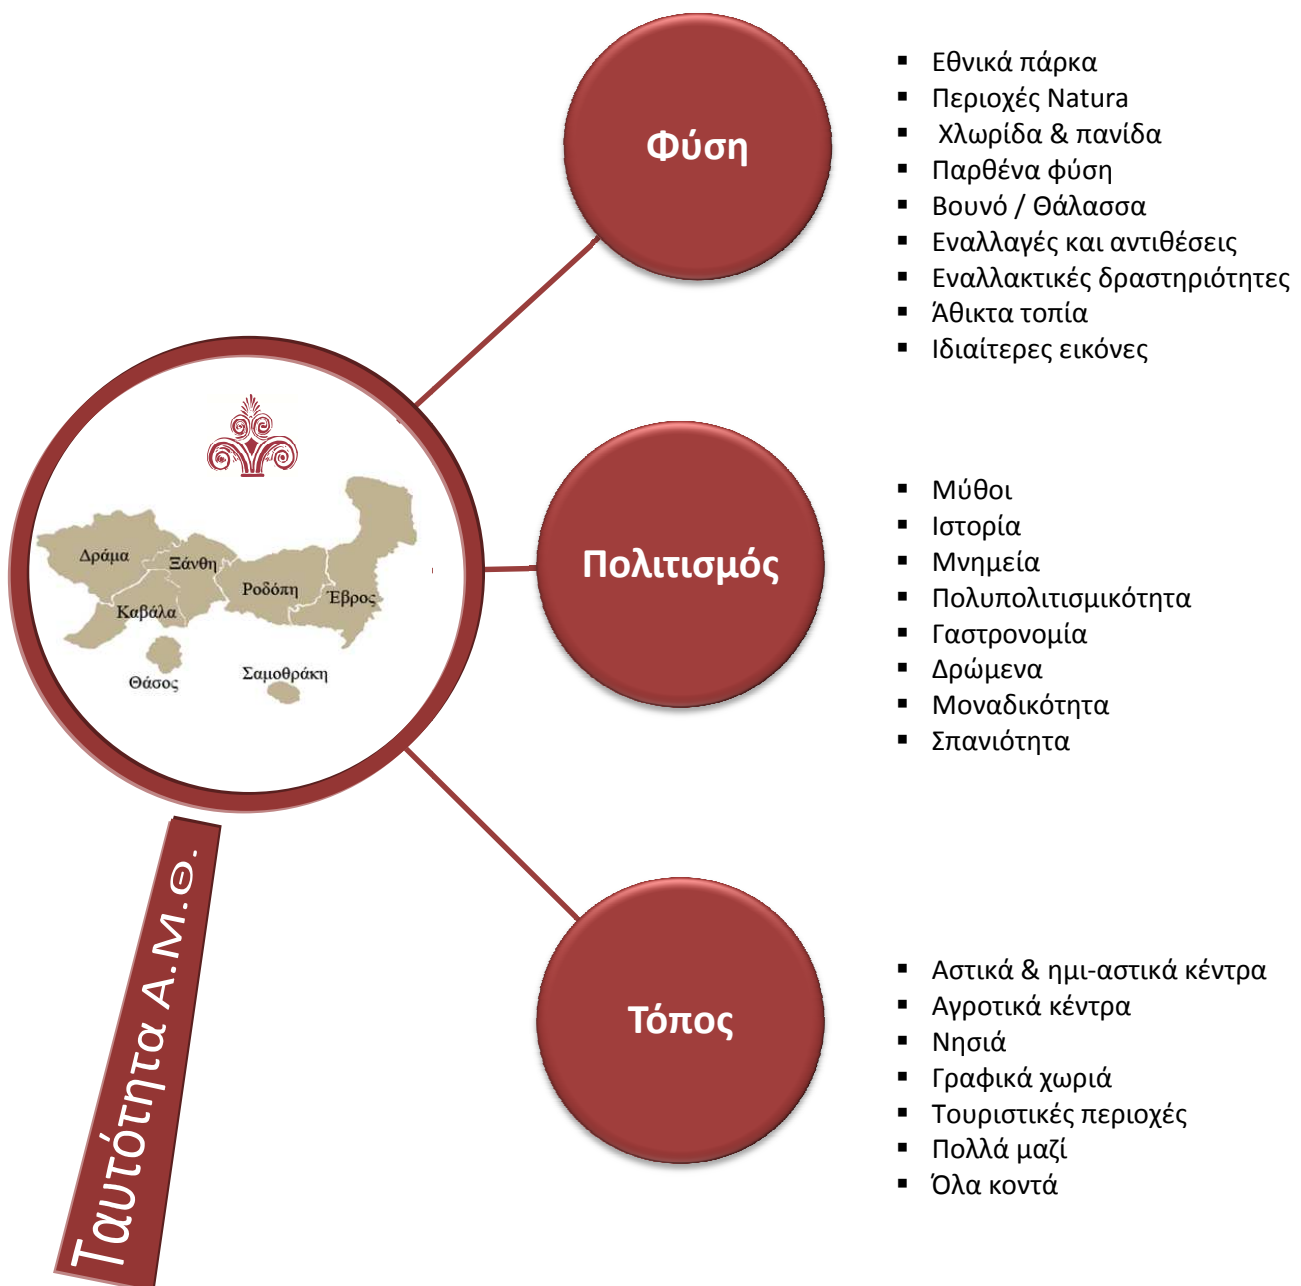 Φύση
Εθνικά πάρκα
Περιοχές Natura
Χλωρίδα & πανίδα
Παρθένα φύση
Βουνό / Θάλασσα
Εναλλαγές και αντιθέσεις
Εναλλακτικές δραστηριότητες
Άθικτα τοπία
Ιδιαίτερες εικόνες
Δράμα
Ξάνθη
Ροδόπη
Έβρος
Καβάλα
Θάσος
Σαμοθράκη
Πολιτισμός
Μύθοι
Ιστορία
Μνημεία
Πολυπολιτισμικότητα
Γαστρονομία
Δρώμενα
Μοναδικότητα
Σπανιότητα
Ταυτότητα Α.Μ.Θ.
Τόπος
Αστικά & ημι-αστικά κέντρα
Αγροτικά κέντρα
Νησιά
Γραφικά χωριά
Τουριστικές περιοχές
Πολλά μαζί
Όλα κοντά